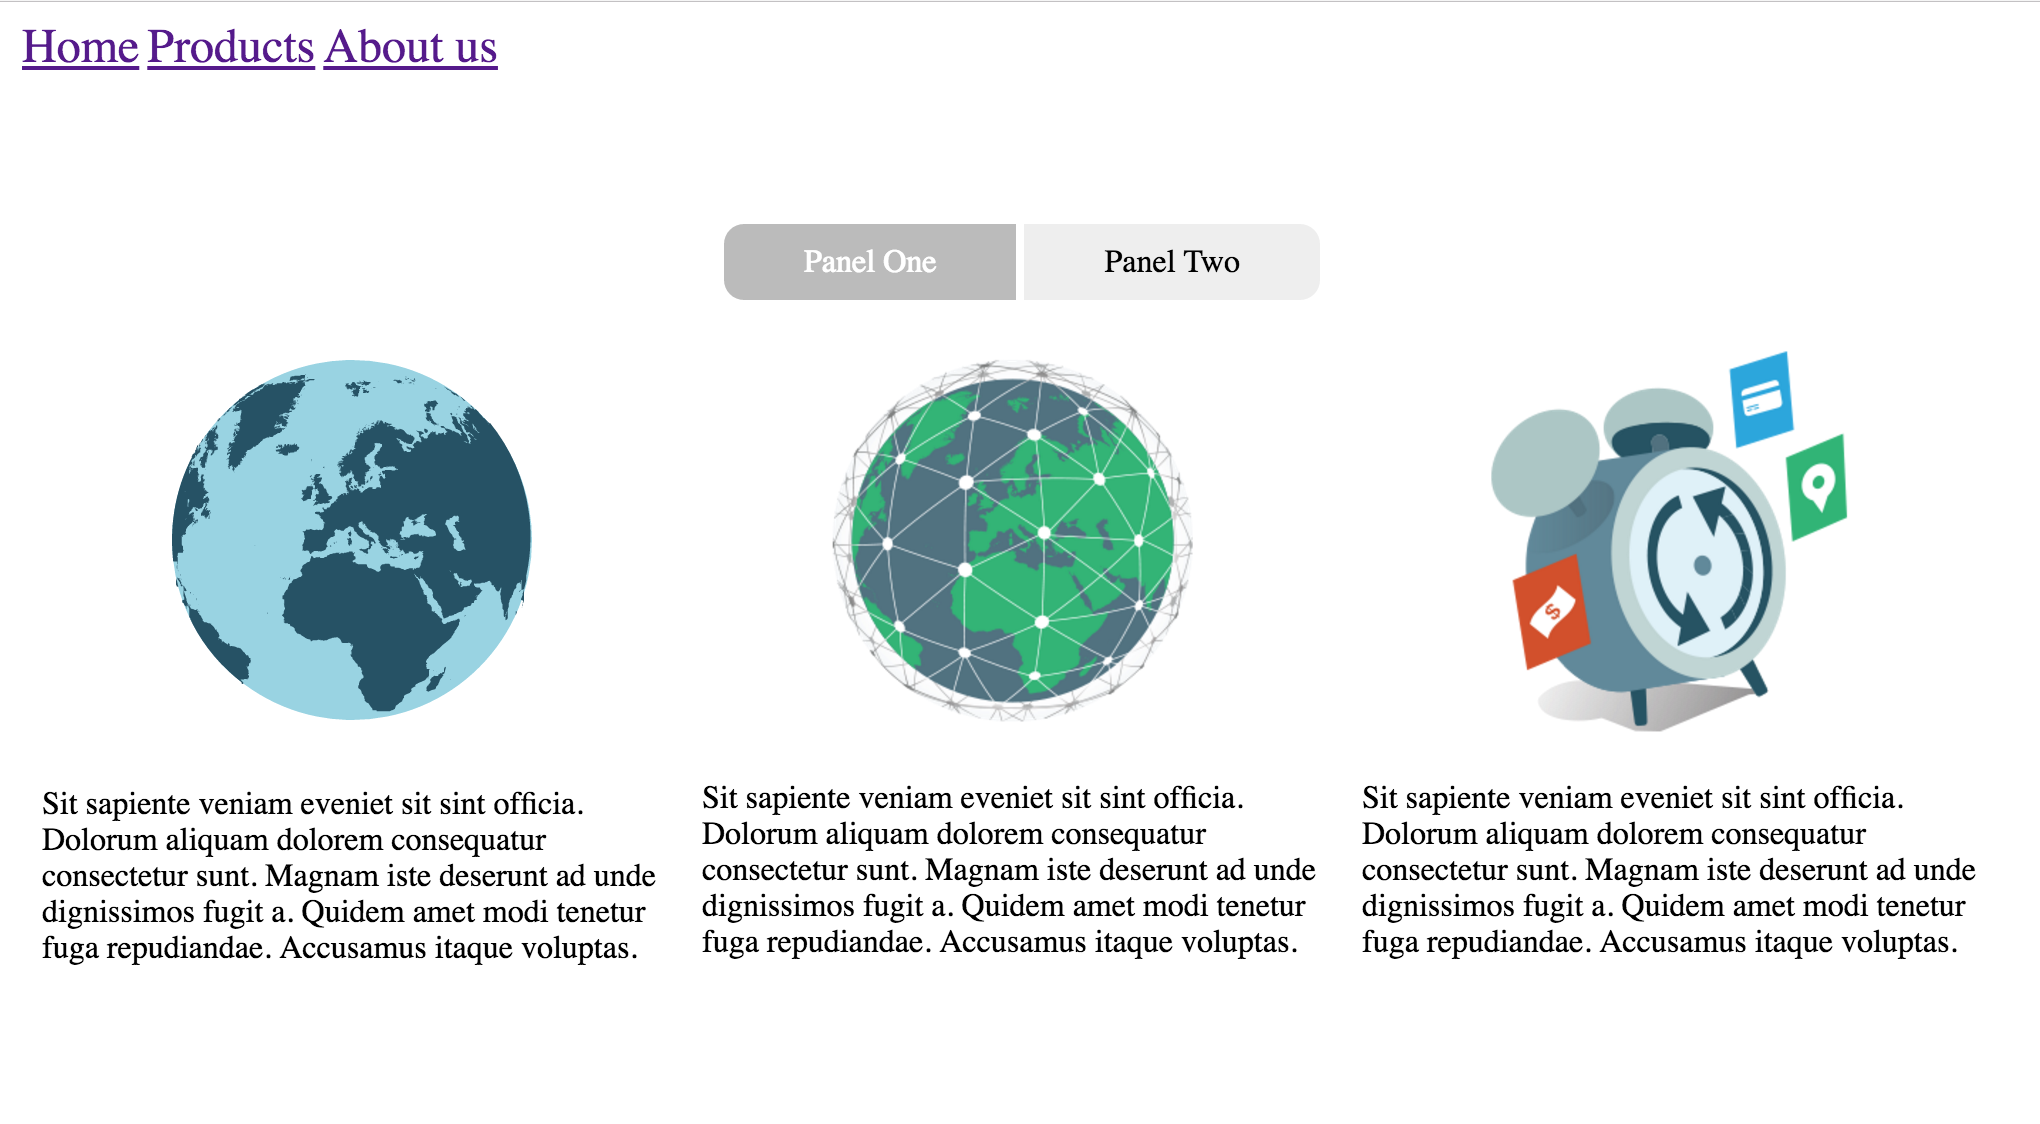 Home Products About us
Panel One
Panel Two
$
Sit sapiente veniam eveniet sit sint officia.
Dolorum aliquam dolorem consequatur
consectetur sunt. Magnam iste deserunt ad unde
dignissimos fugit a. Quidem amet modi tenetur
fuga repudiandae. Accusamus itaque voluptas.
Sit sapiente veniam eveniet sit sint officia.
Dolorum aliquam dolorem consequatur
consectetur sunt. Magnam iste deserunt ad unde
dignissimos fugit a. Quidem amet modi tenetur
fuga repudiandae. Accusamus itaque voluptas.
Sit sapiente veniam eveniet sit sint officia.
Dolorum aliquam dolorem consequatur
consectetur sunt. Magnam iste deserunt ad unde
dignissimos fugit a. Quidem amet modi tenetur
fuga repudiandae. Accusamus itaque voluptas.